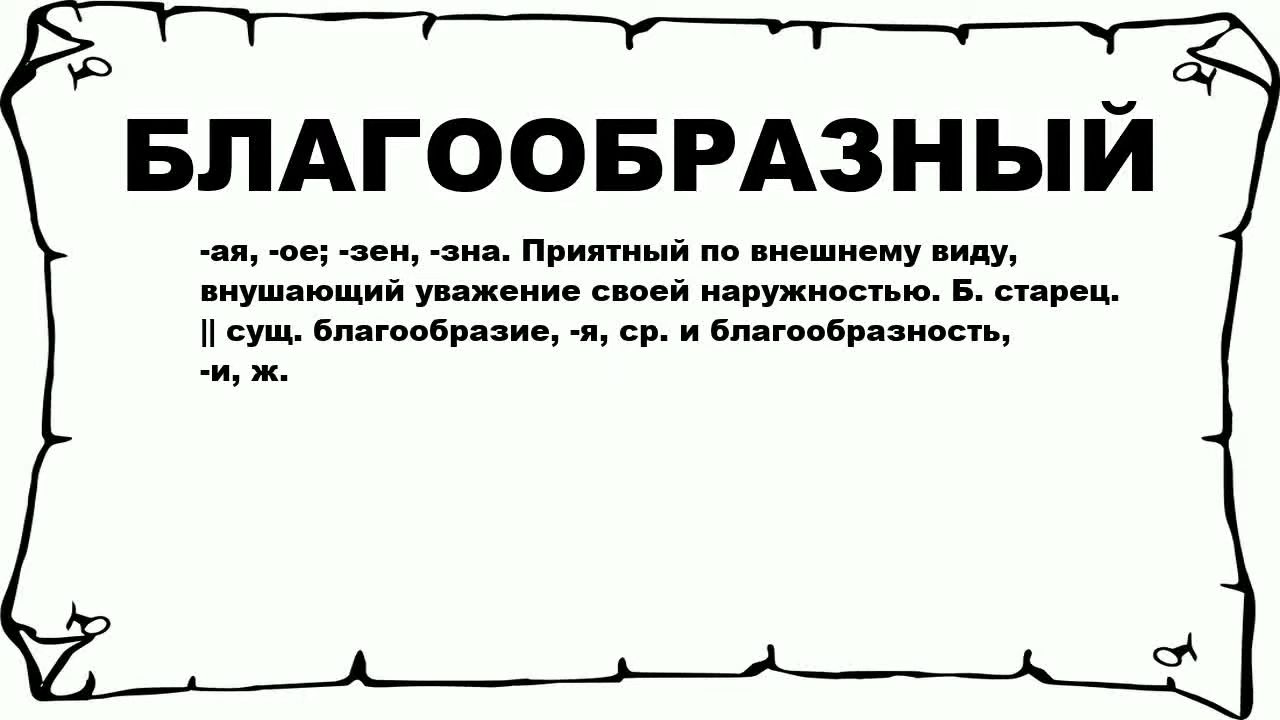 БЛАГООБРАЗНЫЙ
-ая, -ое; -зен, -зна. Приятный по внешнему виду,
внушающий уважение своей наружностью. Б. старец.
|| сущ. благообразие, -я, ср. и благообразность,
-и, ж.